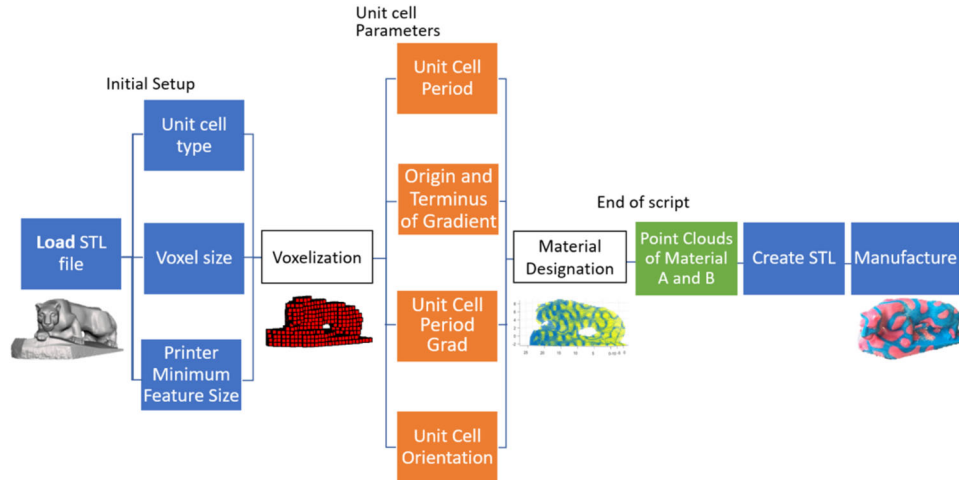 Initial Setup
Load STL
file
Unit cell
type
Voxel size
Printer
Minimum
Feature Size
Voxelization
Unit cell
Parameters
Unit Cell
Period
Origin and
Terminus
of Gradient
Unit Cell
Period
Grad
Unit Cell
Orientation
Material
Designation
End of script
Point Clouds
of Material
A and B
Create STL
Manufacture